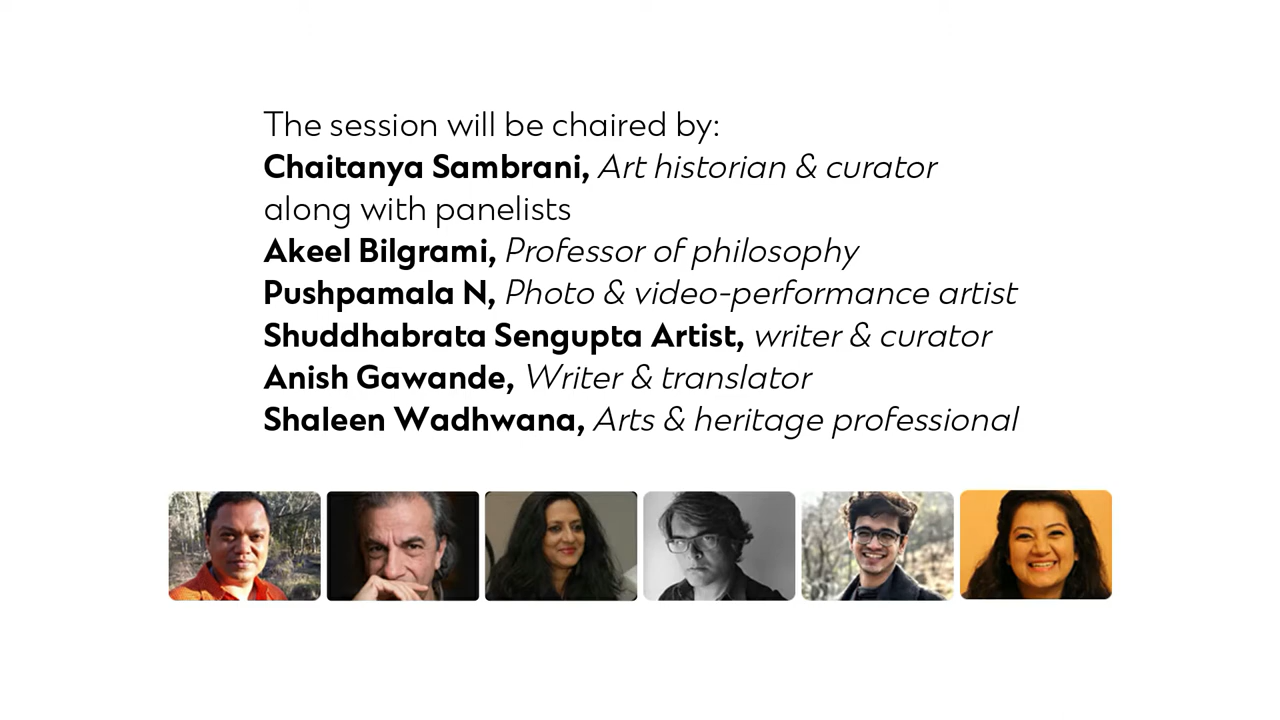 The session will be chaired by:
Chaitanya Sambrani, Art historian & curator
along with panelists
Akeel Bilgrami, Professor of philosophy
Pushpamala N, Photo & video-performance artist
Shuddhabrata Sengupta Artist, writer & curator
Anish Gawande, Writer & translator
Shaleen Wadhwana, Arts & heritage professional